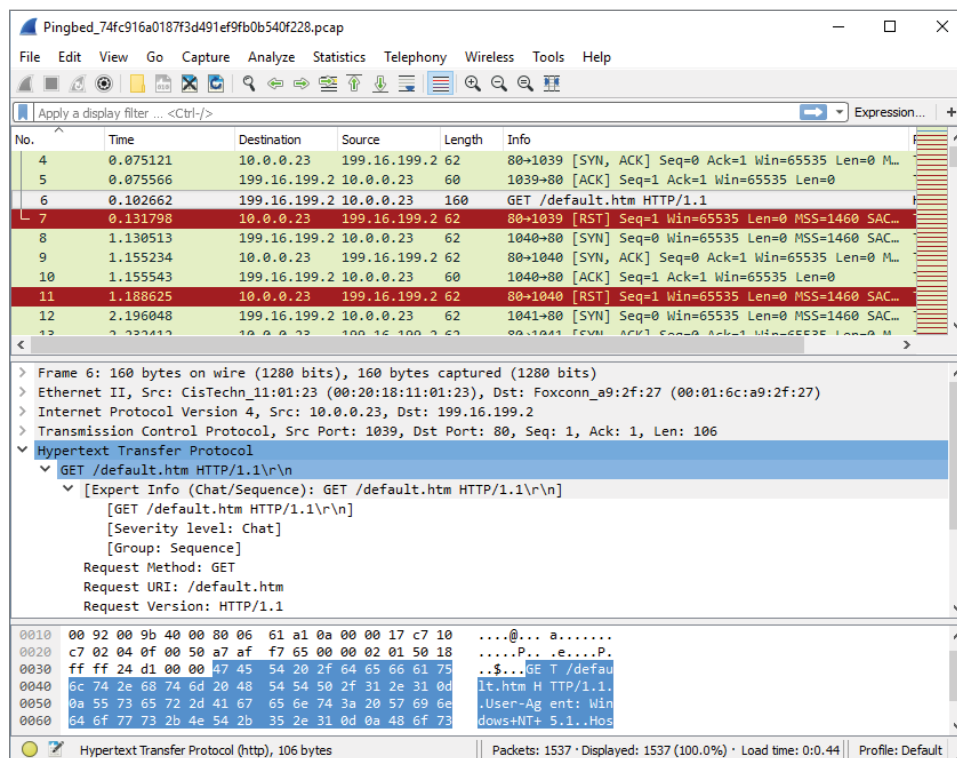 Pingbed_74fc916a0187f3d491ef9fb0b540f228.pcap
File Edit View Go Capture Analyze Statistics Telephony Wireless Tools Help
Apply a display filter ... <Ctrl-/> Expression... +
No. Time Destination Source Length Info
4 0.075121 10.0.0.23 199.16.199.2 62 80→1039 [SYN, ACK] Seq=0 Ack=1 Win=65535 Len=0 M…
5 0.075566 199.16.199.2 10.0.0.23 60 1039→80 [ACK] Seq=1 Ack=1 Win=65535 Len=0
6 0.102662 199.16.199.2 10.0.0.23 160 GET /default.htm HTTP/1.1
7 0.131798 10.0.0.23 199.16.199.2 62 80→1039 [RST] Seq=1 Win=65535 Len=0 MSS=1460 SAC…
8 1.130513 199.16.199.2 10.0.0.23 62 1040→80 [SYN] Seq=0 Win=65535 Len=0 MSS=1460 SAC…
9 1.155234 10.0.0.23 199.16.199.2 62 80→1040 [SYN, ACK] Seq=0 Ack=1 Win=65535 Len=0 M…
10 1.155543 199.16.199.2 10.0.0.23 60 1040→80 [ACK] Seq=1 Ack=1 Win=65535 Len=0
11 1.188625 10.0.0.23 199.16.199.2 62 80→1040 [RST] Seq=1 Win=65535 Len=0 MSS=1460 SAC…
12 2.196048 199.16.199.2 10.0.0.23 62 1041→80 [SYN] Seq=0 Win=65535 Len=0 MSS=1460 SAC…
13 2.232412 10.0.0.23 199.16.199.2 62 80→1041 [SYN, ACK] Seq=0 Ack=1 Win=65535 Len=0 M…
Frame 6: 160 bytes on wire (1280 bits), 160 bytes captured (1280 bits)
Ethernet II, Src: CisTechn_11:01:23 (00:20:18:11:01:23), Dst: Foxconn_a9:2f:27 (00:01:6c:a9:2f:27)
Internet Protocol Version 4, Src: 10.0.0.23, Dst: 199.16.199.2
Transmission Control Protocol, Src Port: 1039, Dst Port: 80, Seq: 1, Ack: 1, Len: 106
Hypertext Transfer Protocol
GET /default.htm HTTP/1.1\r\n
[Expert Info (Chat/Sequence): GET /default.htm HTTP/1.1\r\n]
[GET /default.htm HTTP/1.1\r\n]
[Severity level: Chat]
[Group: Sequence]
Request Method: GET
Request URI: /default.htm
Request Version: HTTP/1.1
0010 00 92 00 9b 40 00 80 06 61 a1 0a 00 00 17 c7 10 ....@... a.......
0020 c7 02 04 0f 00 50 a7 af f7 65 00 00 02 01 50 18 .....P.. .e....P.
0030 ff ff 24 d1 00 00 47 45 54 20 2f 64 65 66 61 75 ..$...GE T /defau
0040 6c 74 2e 68 74 6d 20 48 54 54 50 2f 31 2e 31 0d lt.htm H TTP/1.1.
0050 0a 55 73 65 72 2d 41 67 65 6e 74 3a 20 57 69 6e .User-Ag ent: Win
0060 64 6f 77 73 2b 4e 54 2b 35 2e 31 0d 0a 48 6f 73 dows+NT+ 5.1..Hos
Hypertext Transfer Protocol (http), 106 bytes Packets: 1537 · Displayed: 1537 (100.0%) · Load time: 0:0.44 Profile: Default